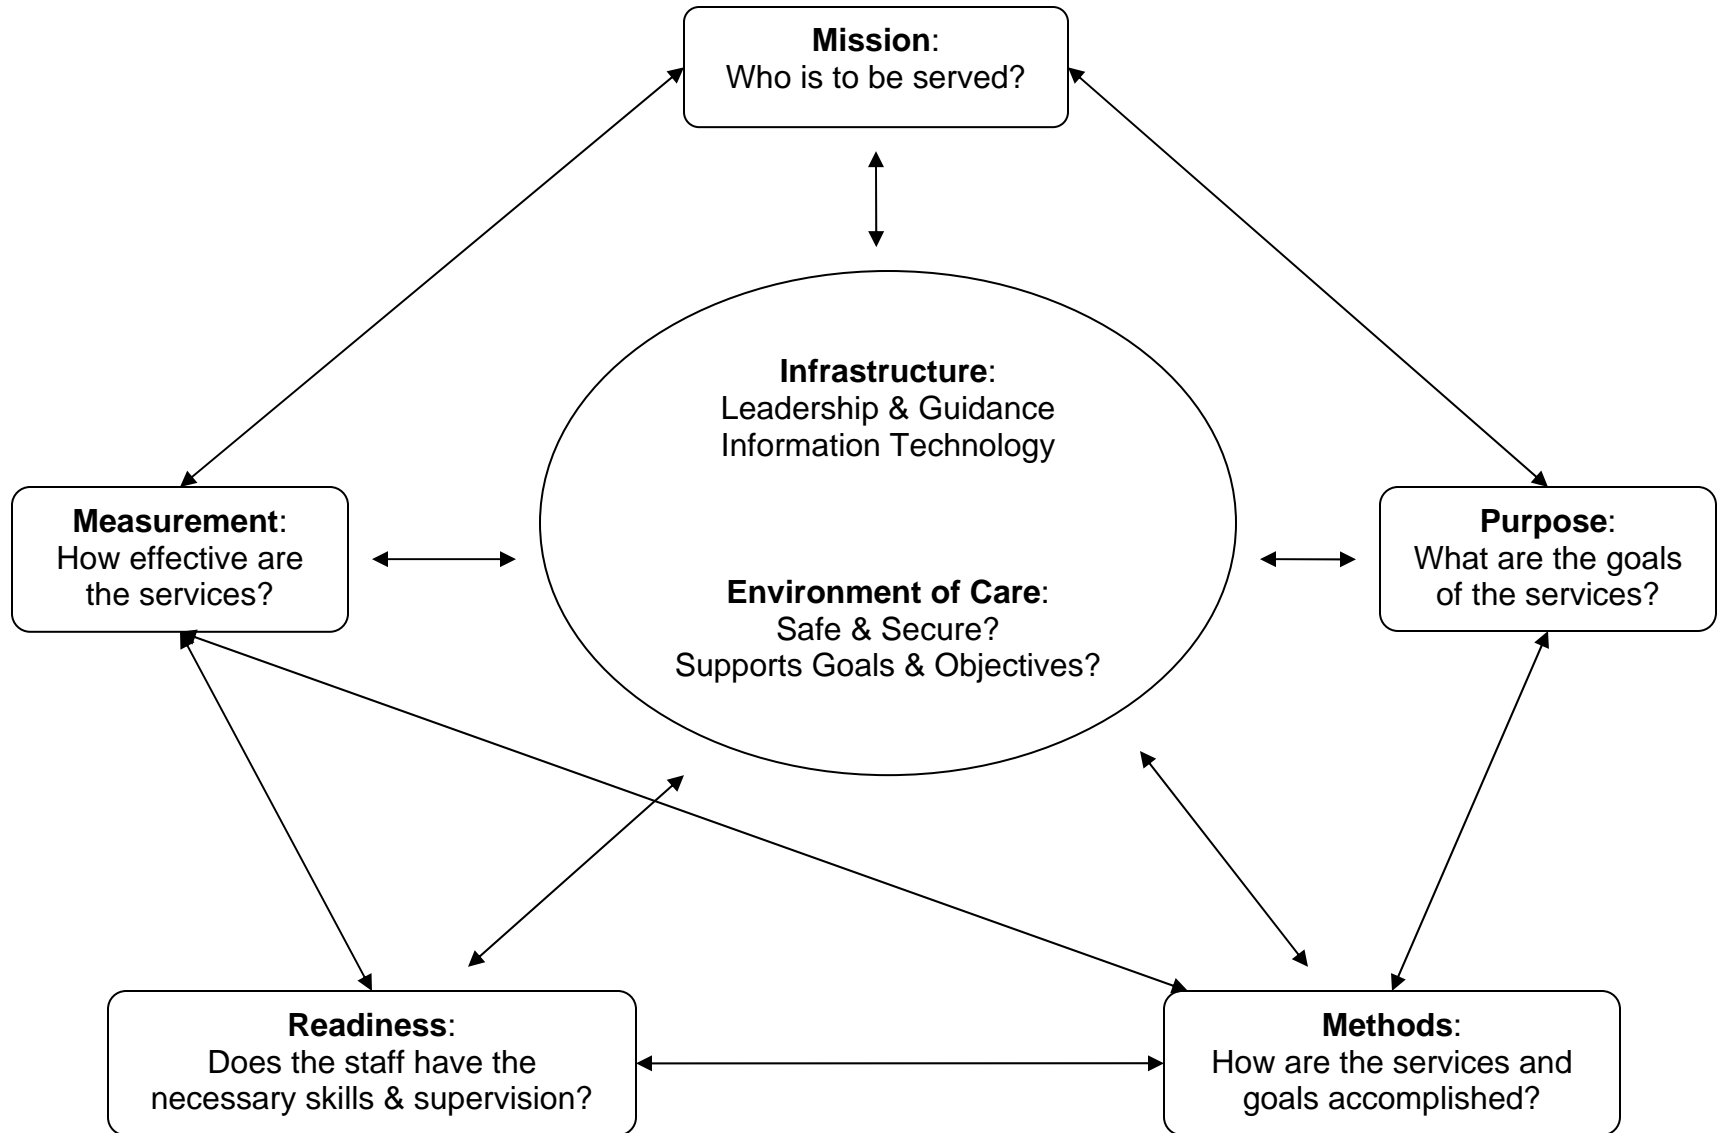 Mission:
Who is to be served?
Infrastructure:
Leadership & Guidance
Information Technology
Measurement:
How effective are
the services?
Purpose:
What are the goals
of the services?
Environment of Care:
Safe & Secure?
Supports Goals & Objectives?
Readiness:
Does the staff have the
necessary skills & supervision?
Methods:
How are the services and
goals accomplished?